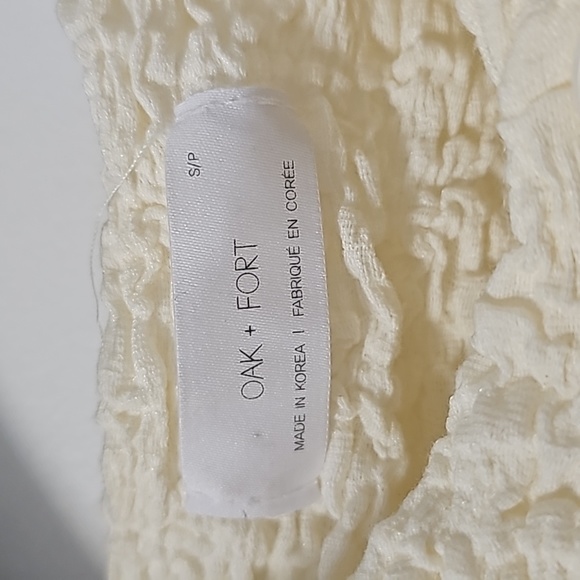 S/P
OAK + FORT
MADE IN KOREA | FABRIQUÉ EN CORÉE